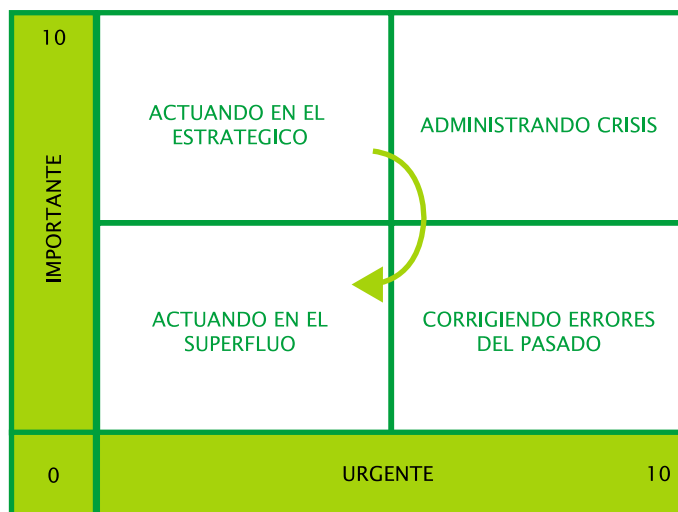 10
IMPORTANTE
ACTUANDO EN EL
ESTRATEGICO
ADMINISTRANDO CRISIS
ACTUANDO EN EL
SUPERFLUO
CORRIGIENDO ERRORES
DEL PASADO
0
URGENTE
10